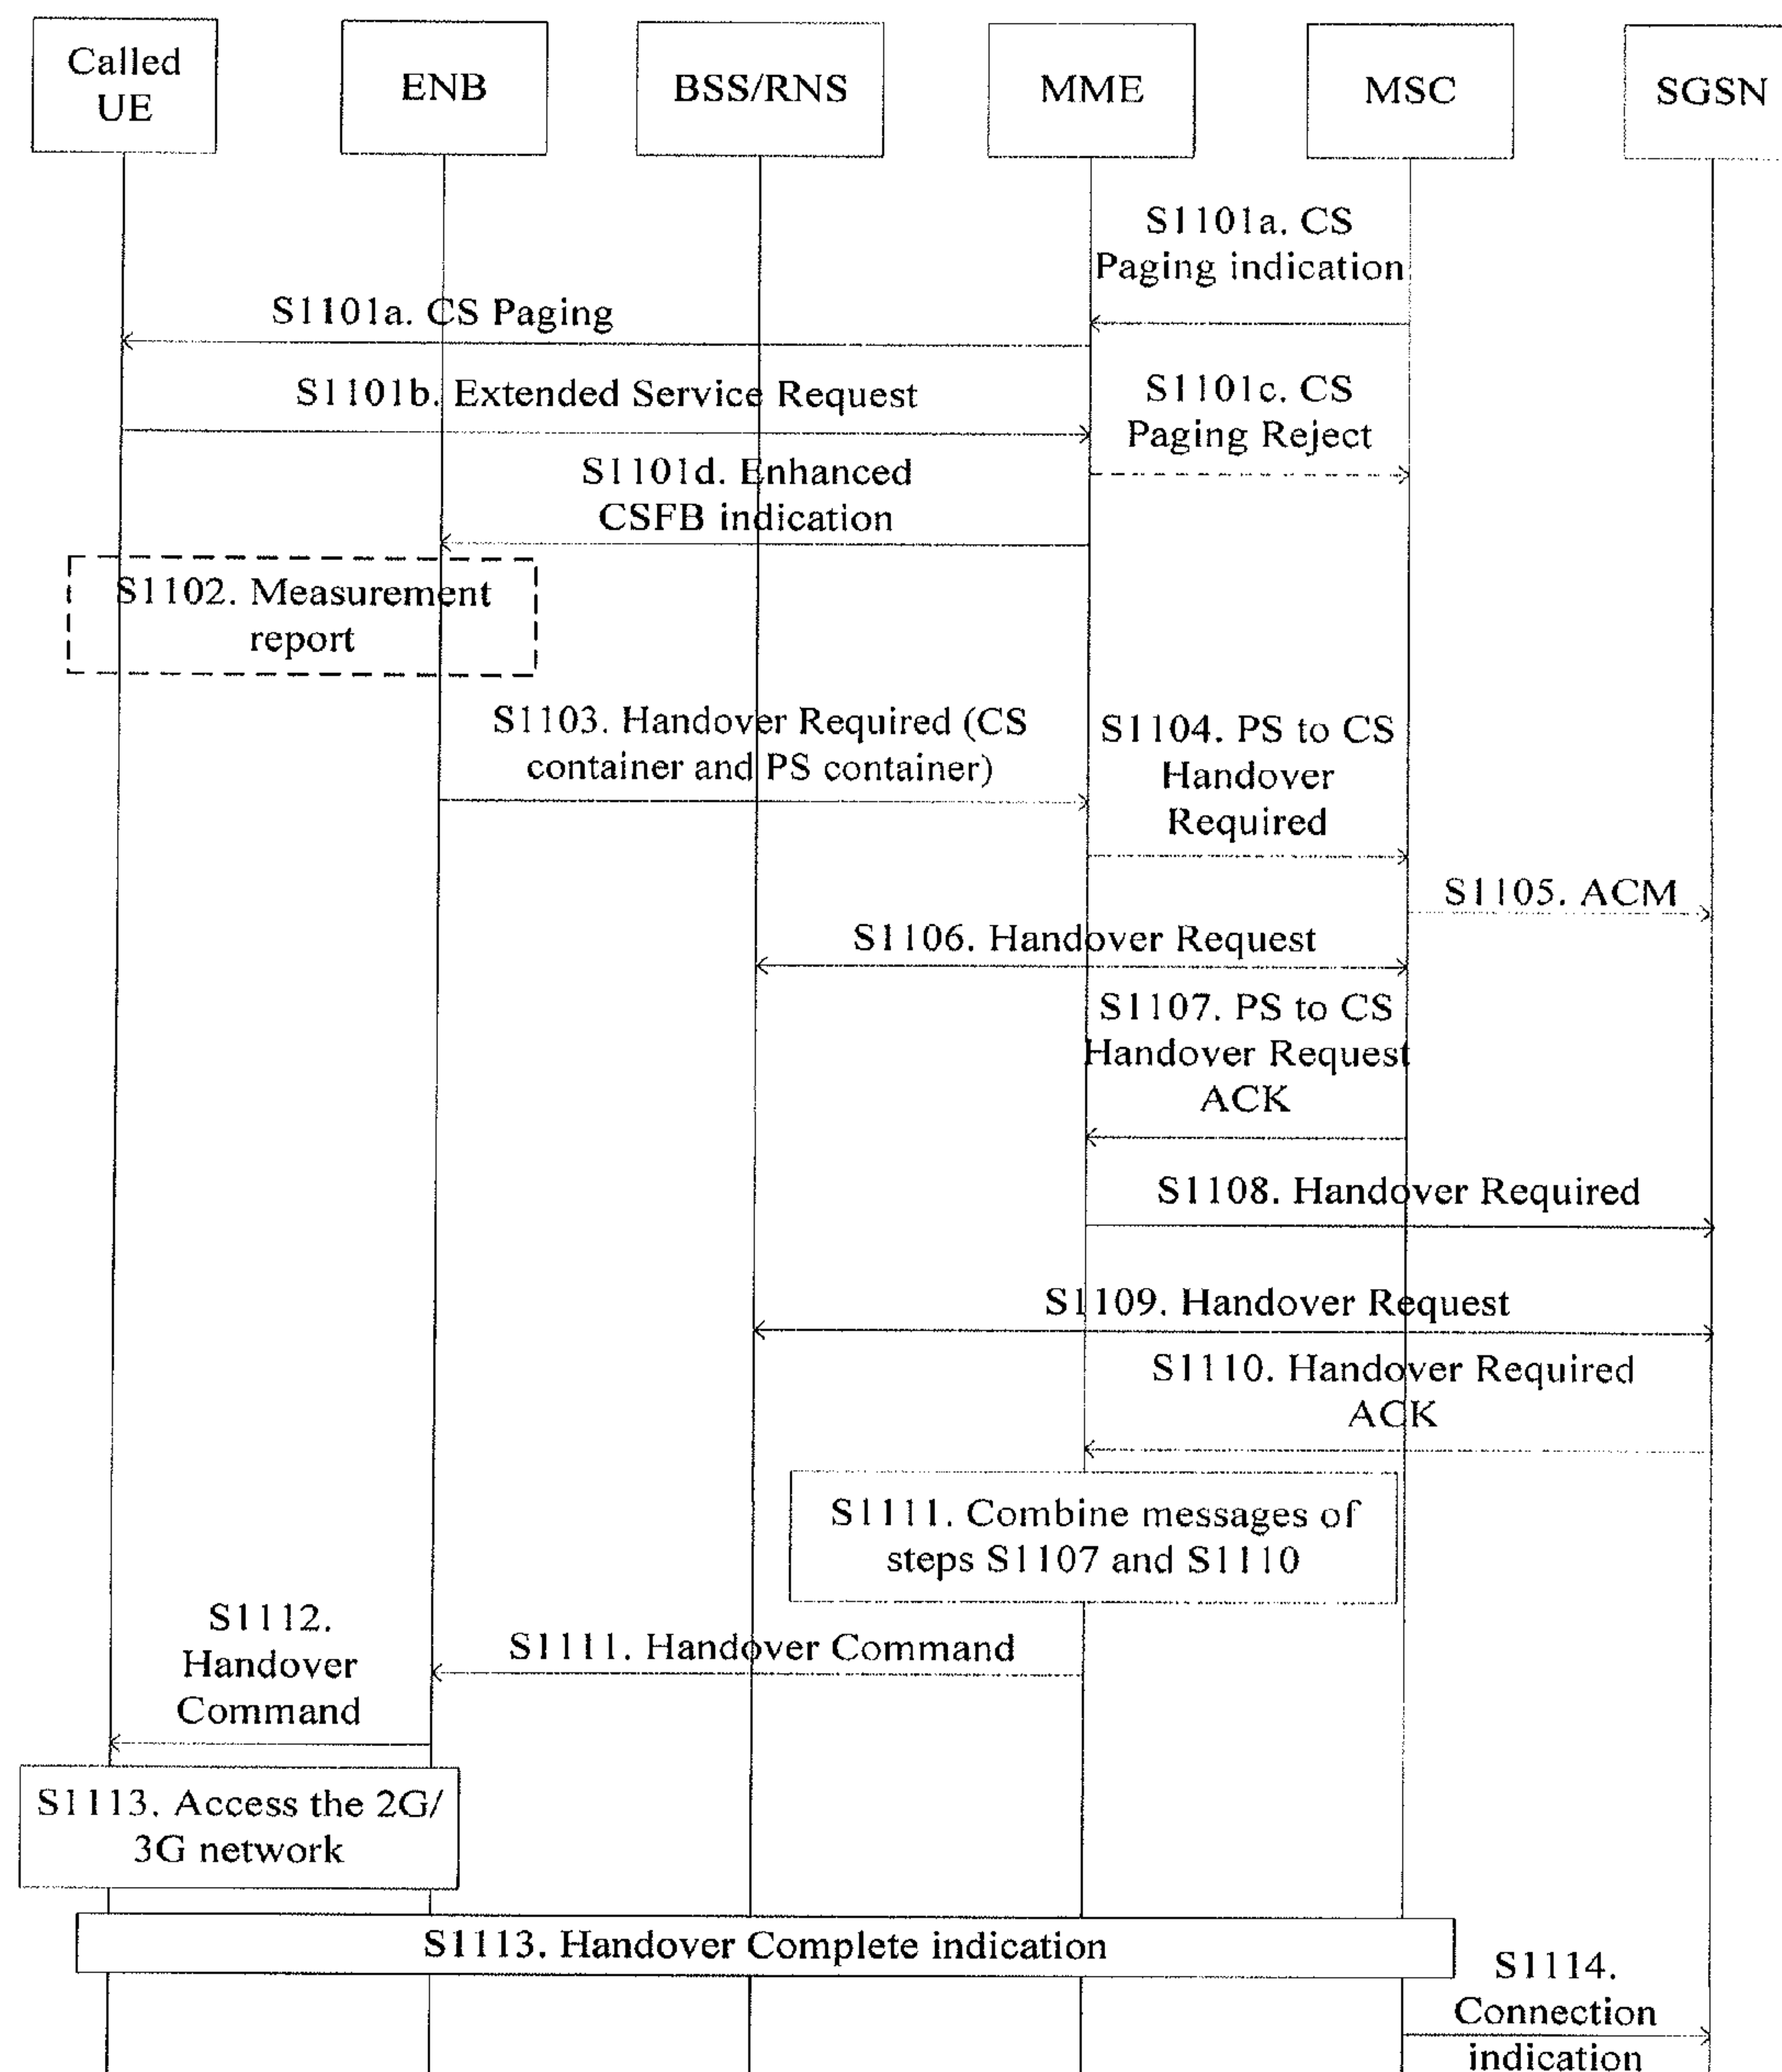 Called
UE
ENB
BSS/RNS
MME
MSC
SGSN
S1101a. CS
Paging indication
S1101a. CS Paging
S1101b. Extended Service Request
S1101c. CS
Paging Reject
S1101d. Enhanced
CSFB indication
S1102. Measurement
report
S1103. Handover Required (CS
container and PS container)
S1104. PS to CS
Handover
Required
S1105. ACM
S1106. Handover Request
S1107. PS to CS
Handover Request
ACK
S1108. Handover Required
S1109. Handover Request
S1110. Handover Required
ACK
S1111. Combine messages of
steps S1107 and S1110
S1111. Handover Command
S1112.
Handover
Command
S1113. Access the 2G/
3G network
S1113. Handover Complete indication
S1114.
Connection
indication